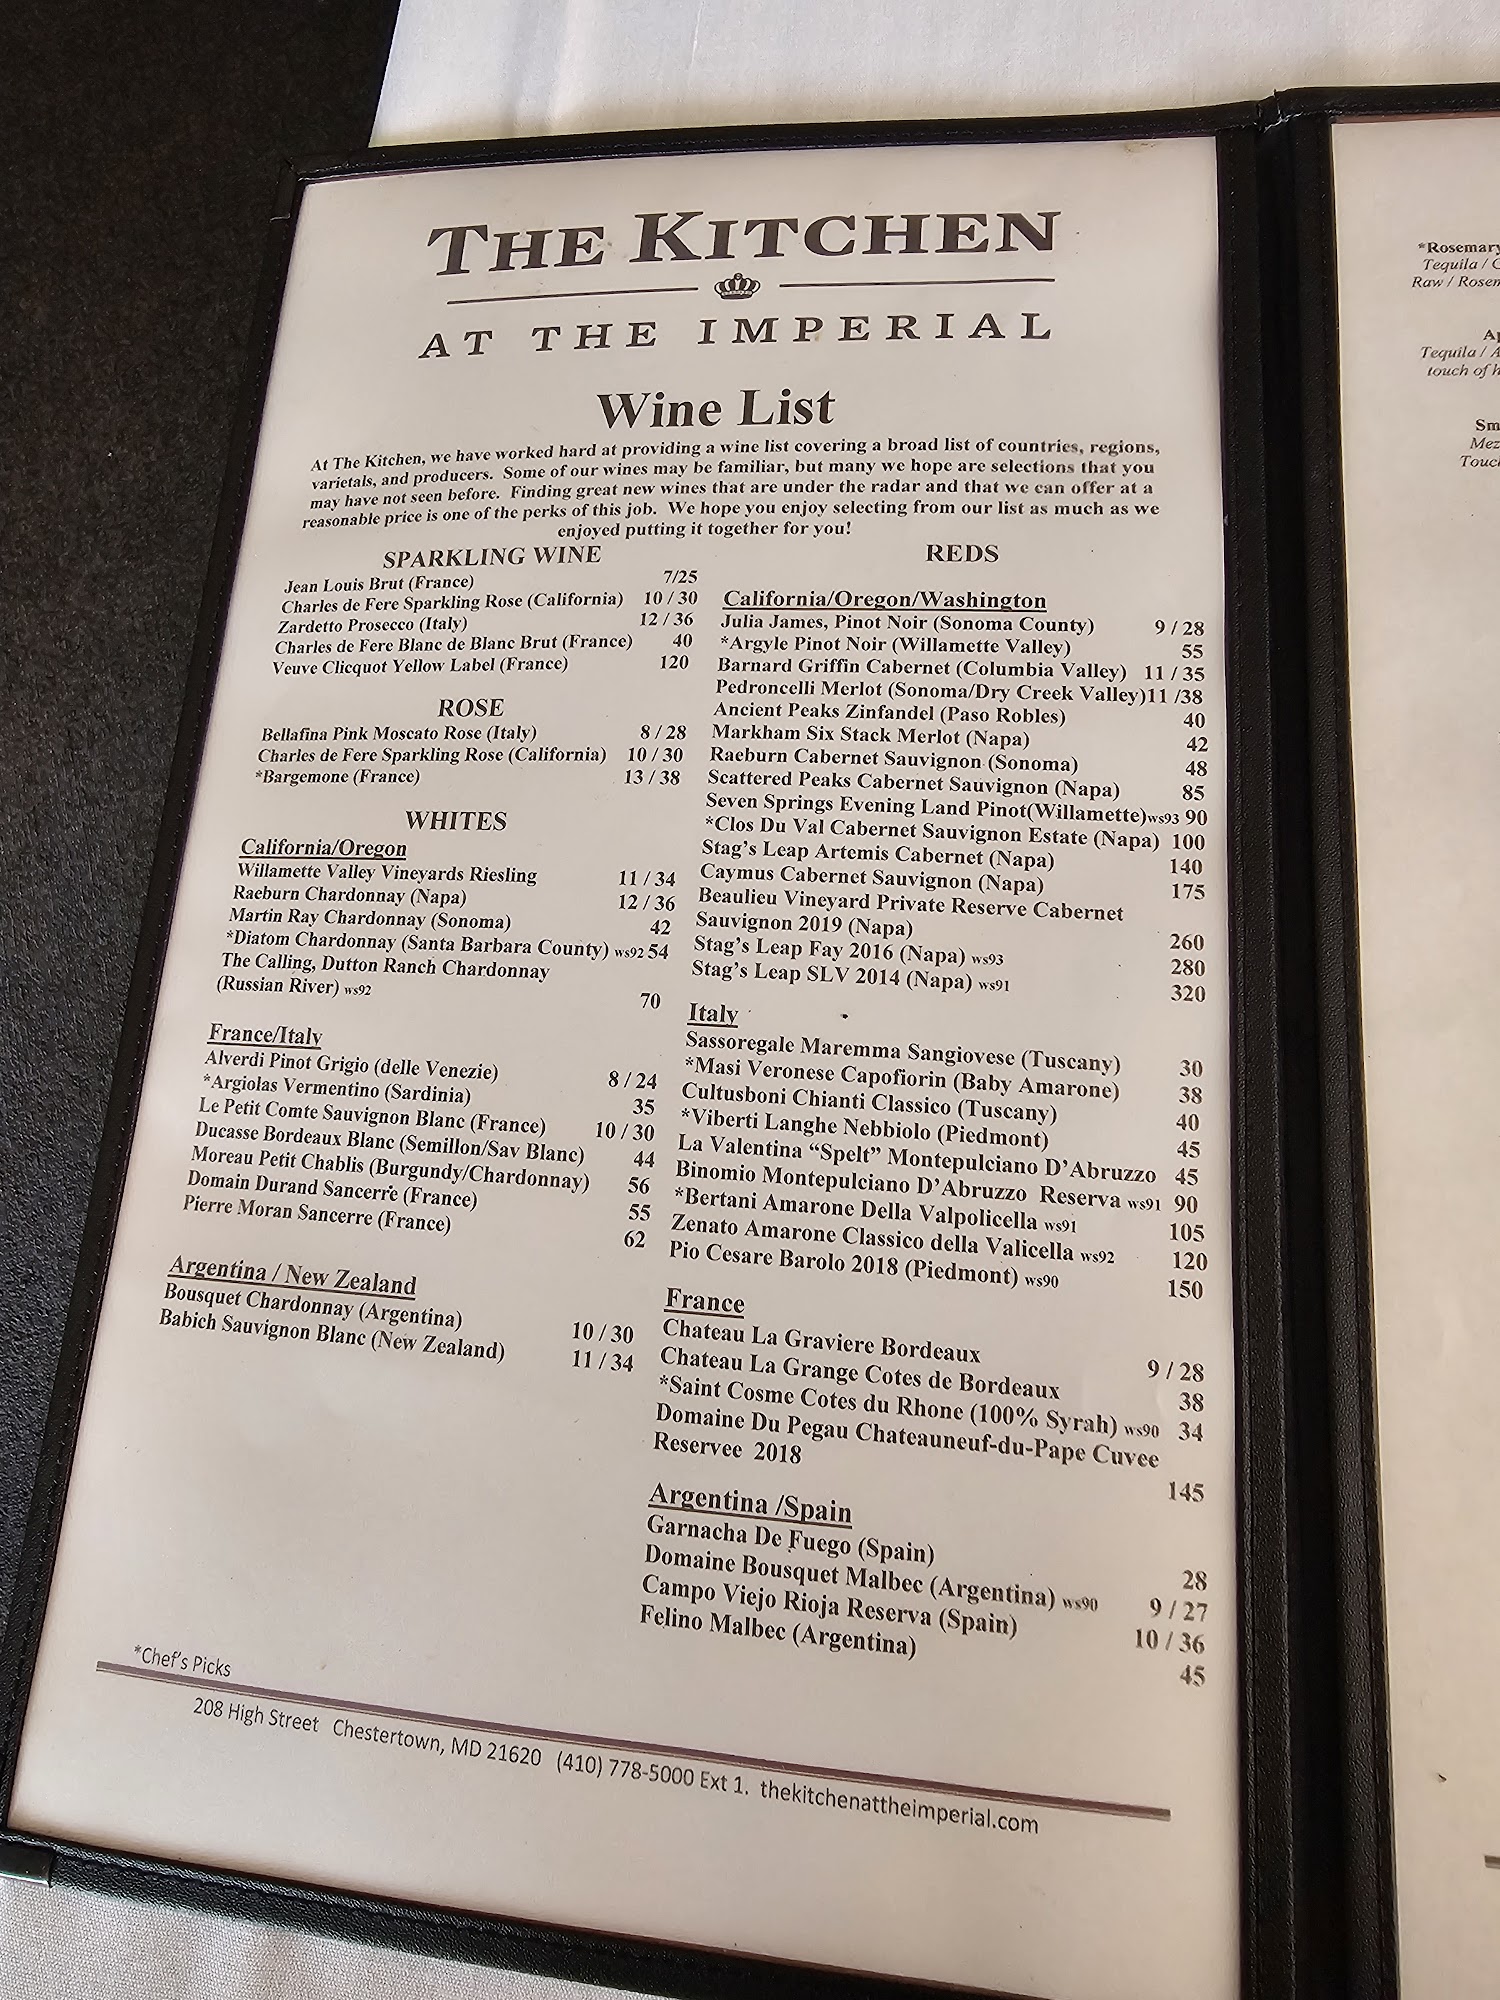 THE KITCHEN
AT THE IMPERIAL
Wine List
At The Kitchen, we have worked hard at providing a wine list covering a broad list of countries, regions,
varietals, and producers. Some of our wines may be familiar, but many we hope are selections that you
may have not seen before. Finding great new wines that are under the radar and that we can offer at a
reasonable price is one of the perks of this job. We hope you enjoy selecting from our list as much as we
enjoyed putting it together for you!
SPARKLING WINE
Jean Louis Brut (France) 7/25
Charles de Fere Sparkling Rose (California) 10 / 30
Zardetto Prosecco (Italy) 12 / 36
Charles de Fere Blanc de Blanc Brut (France) 40
Veuve Clicquot Yellow Label (France) 120
ROSE
Bellafina Pink Moscato Rose (Italy) 8 / 28
Charles de Fere Sparkling Rose (California) 10 / 30
*Bargemone (France) 13 / 38
WHITES
California/Oregon
Willamette Valley Vineyards Riesling 11 / 34
Raeburn Chardonnay (Napa) 12 / 36
Martin Ray Chardonnay (Sonoma) 42
*Diatom Chardonnay (Santa Barbara County) ws92 54
The Calling, Dutton Ranch Chardonnay
(Russian River) ws92 70
France/Italy
Alverdi Pinot Grigio (delle Venezie) 8 / 24
*Argiolas Vermentino (Sardinia) 35
Le Petit Comte Sauvignon Blanc (France) 10 / 30
Ducasse Bordeaux Blanc (Semillon/Sav Blanc) 44
Moreau Petit Chablis (Burgundy/Chardonnay) 56
Domain Durand Sancerre (France) 55
Pierre Moran Sancerre (France) 62
Argentina / New Zealand
Bousquet Chardonnay (Argentina) 10 / 30
Babich Sauvignon Blanc (New Zealand) 11 / 34
REDS
California/Oregon/Washington
Julia James, Pinot Noir (Sonoma County) 9 / 28
*Argyle Pinot Noir (Willamette Valley) 55
Barnard Griffin Cabernet (Columbia Valley) 11 / 35
Pedroncelli Merlot (Sonoma/Dry Creek Valley)11 /38
Ancient Peaks Zinfandel (Paso Robles) 40
Markham Six Stack Merlot (Napa) 42
Raeburn Cabernet Sauvignon (Sonoma) 48
Scattered Peaks Cabernet Sauvignon (Napa) 85
Seven Springs Evening Land Pinot(Willamette)ws93 90
*Clos Du Val Cabernet Sauvignon Estate (Napa) 100
Stag's Leap Artemis Cabernet (Napa) 140
Caymus Cabernet Sauvignon (Napa) 175
Beaulieu Vineyard Private Reserve Cabernet
Sauvignon 2019 (Napa) 260
Stag's Leap Fay 2016 (Napa) ws93 280
Stag's Leap SLV 2014 (Napa) ws91 320
Italy
Sassoregale Maremma Sangiovese (Tuscany) 30
*Masi Veronese Capofiorin (Baby Amarone) 38
Cultusboni Chianti Classico (Tuscany) 40
*Viberti Langhe Nebbiolo (Piedmont) 45
La Valentina "Spelt" Montepulciano D'Abruzzo 45
Binomio Montepulciano D'Abruzzo Reserva ws91 90
*Bertani Amarone Della Valpolicella ws91 105
Zenato Amarone Classico della Valicella ws92 120
Pio Cesare Barolo 2018 (Piedmont) ws90 150
France
Chateau La Graviere Bordeaux 9 / 28
Chateau La Grange Cotes de Bordeaux 38
*Saint Cosme Cotes du Rhone (100% Syrah) ws90 34
Domaine Du Pegau Chateauneuf-du-Pape Cuvee
Reservee 2018 145
Argentina /Spain
Garnacha De Fuego (Spain) 28
Domaine Bousquet Malbec (Argentina) ws90 9 / 27
Campo Viejo Rioja Reserva (Spain) 10 / 36
Felino Malbec (Argentina) 45
*Chef's Picks
208 High Street Chestertown, MD 21620 (410) 778-5000 Ext 1. thekitchenattheimperial.com
*Rosemary
Tequila /
Raw /
Tequila /
touch of
Touch